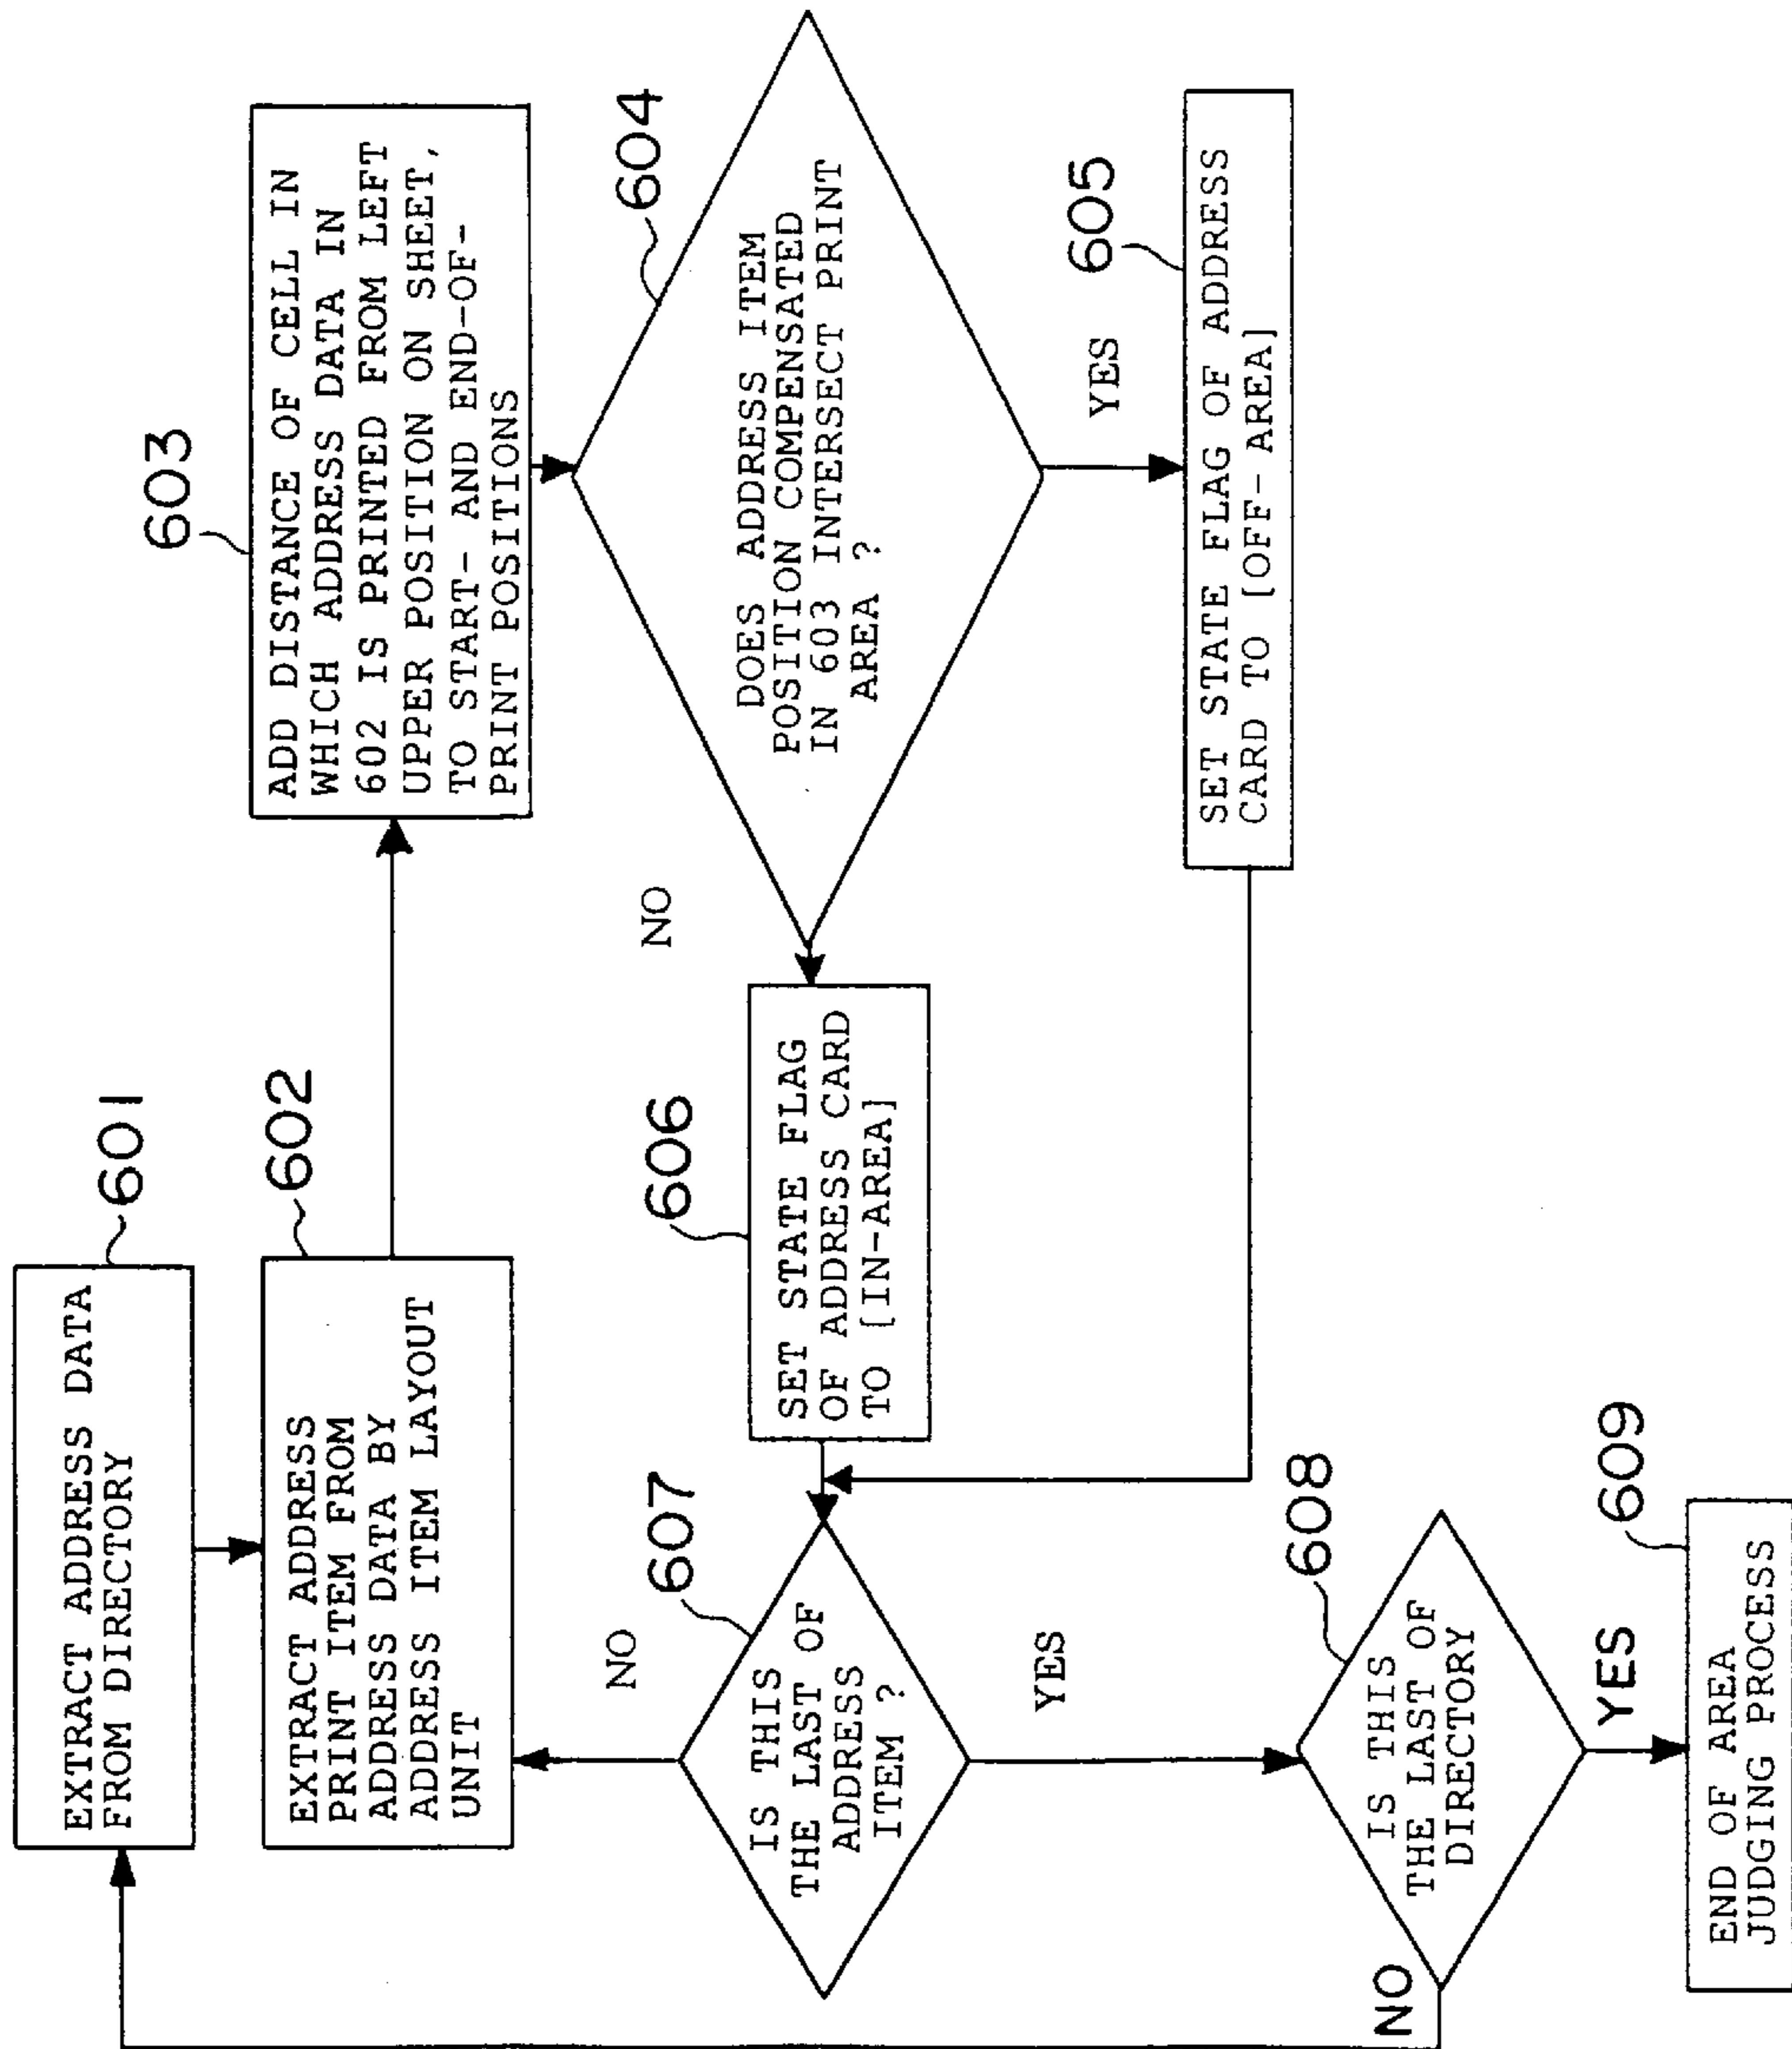 601
EXTRACT ADDRESS DATA
FROM DIRECTORY
602
EXTRACT ADDRESS
PRINT ITEM FROM
ADDRESS DATA BY
ADDRESS ITEM LAYOUT
UNIT
603
ADD DISTANCE OF CELL IN
WHICH ADDRESS DATA IN
602 IS PRINTED FROM LEFT
UPPER POSITION ON SHEET,
TO START- AND END-OF-
PRINT POSITIONS
604
DOES ADDRESS ITEM
POSITION COMPENSATED
IN 603 INTERSECT PRINT
AREA ?
NO
YES
605
SET STATE FLAG OF ADDRESS
CARD TO [OFF-AREA]
606
SET STATE FLAG
OF ADDRESS CARD
TO [IN-AREA]
607
IS THIS
THE LAST OF
ADDRESS
ITEM ?
NO
YES
608
IS THIS
THE LAST OF
DIRECTORY
NO
YES
609
END OF AREA
JUDGING PROCESS